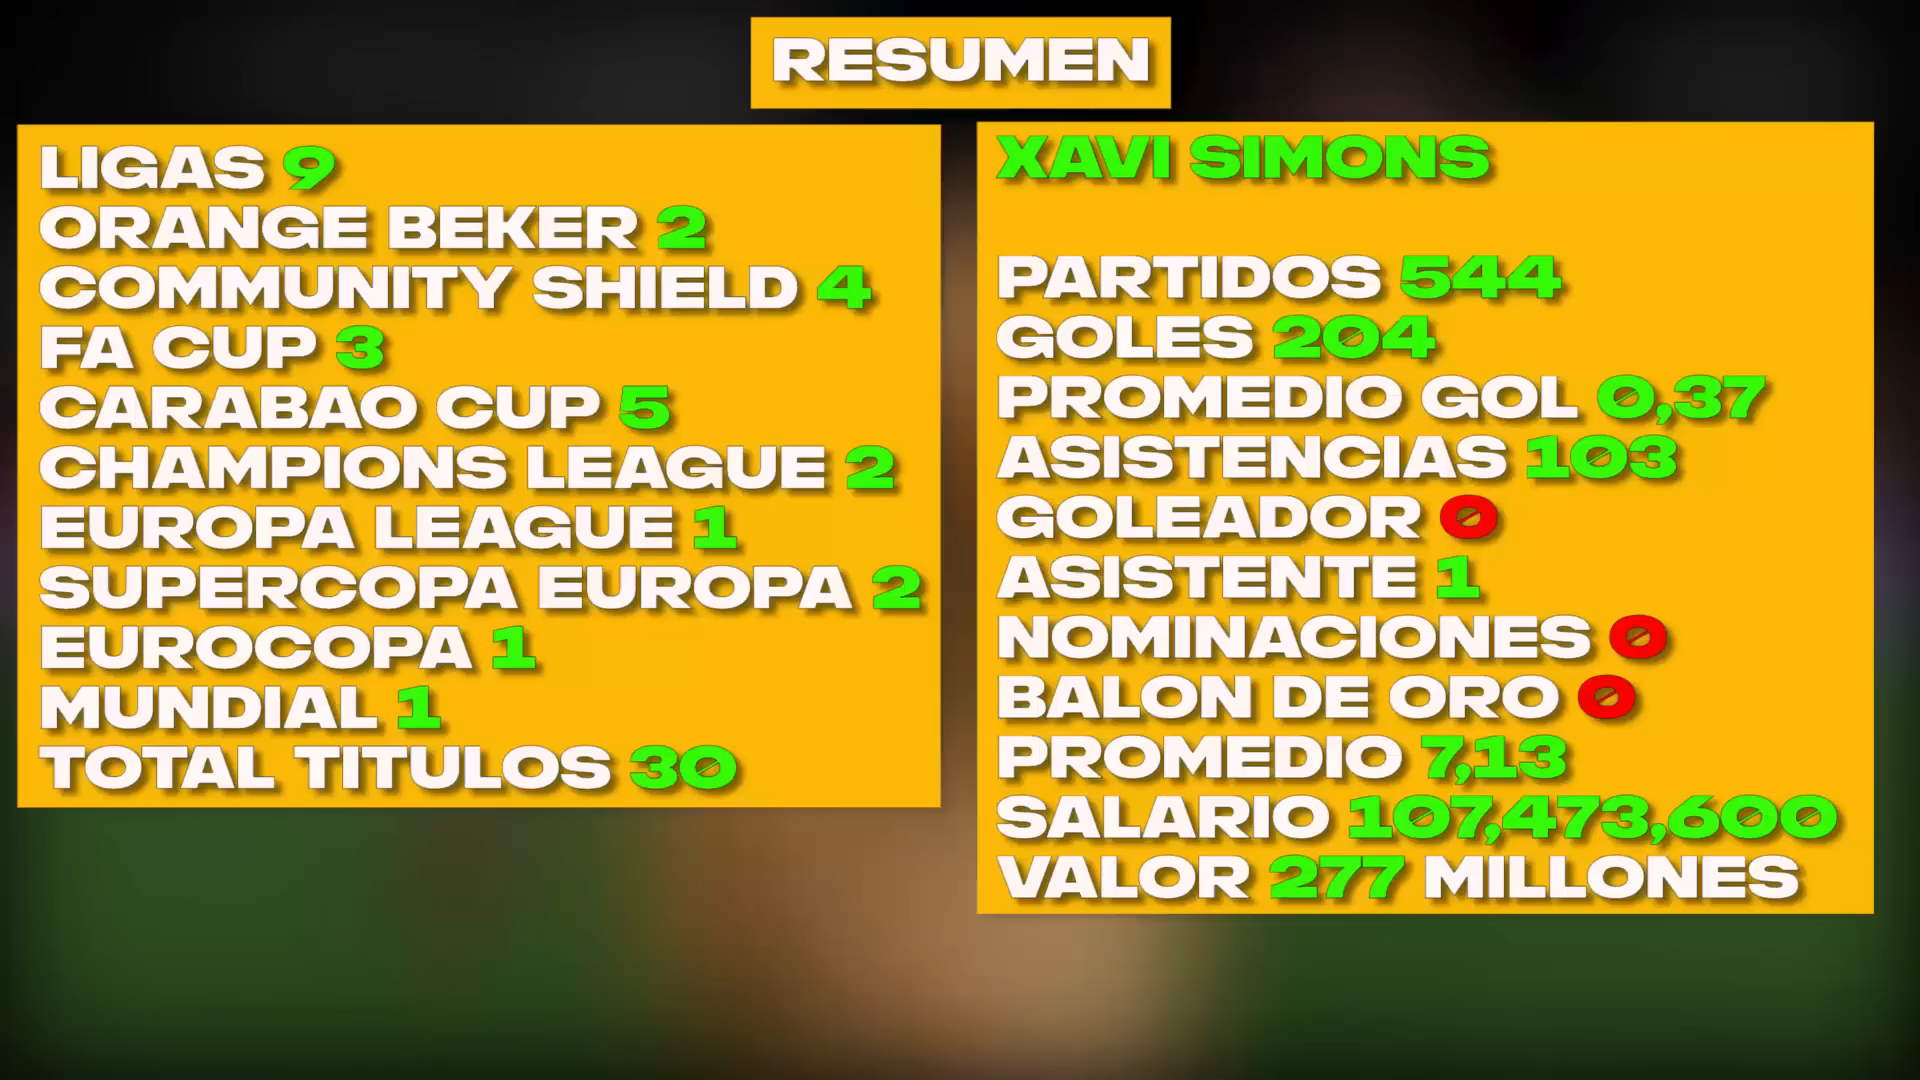 RESUMEN
LIGAS 9
ORANGE BEKER 2
COMMUNITY SHIELD 4
FA CUP 3
CARABAO CUP 5
CHAMPIONS LEAGUE 2
EUROPA LEAGUE 1
SUPERCOPA EUROPA 2
EUROCOPA 1
MUNDIAL 1
TOTAL TITULOS 30
XAVI SIMONS
PARTIDOS 544
GOLES 204
PROMEDIO GOL 0,37
ASISTENCIAS 103
GOLEADOR 0
ASISTENTE 1
NOMINACIONES 0
BALON DE ORO 0
PROMEDIO 7,13
SALARIO 107,473,600
VALOR 277 MILLONES